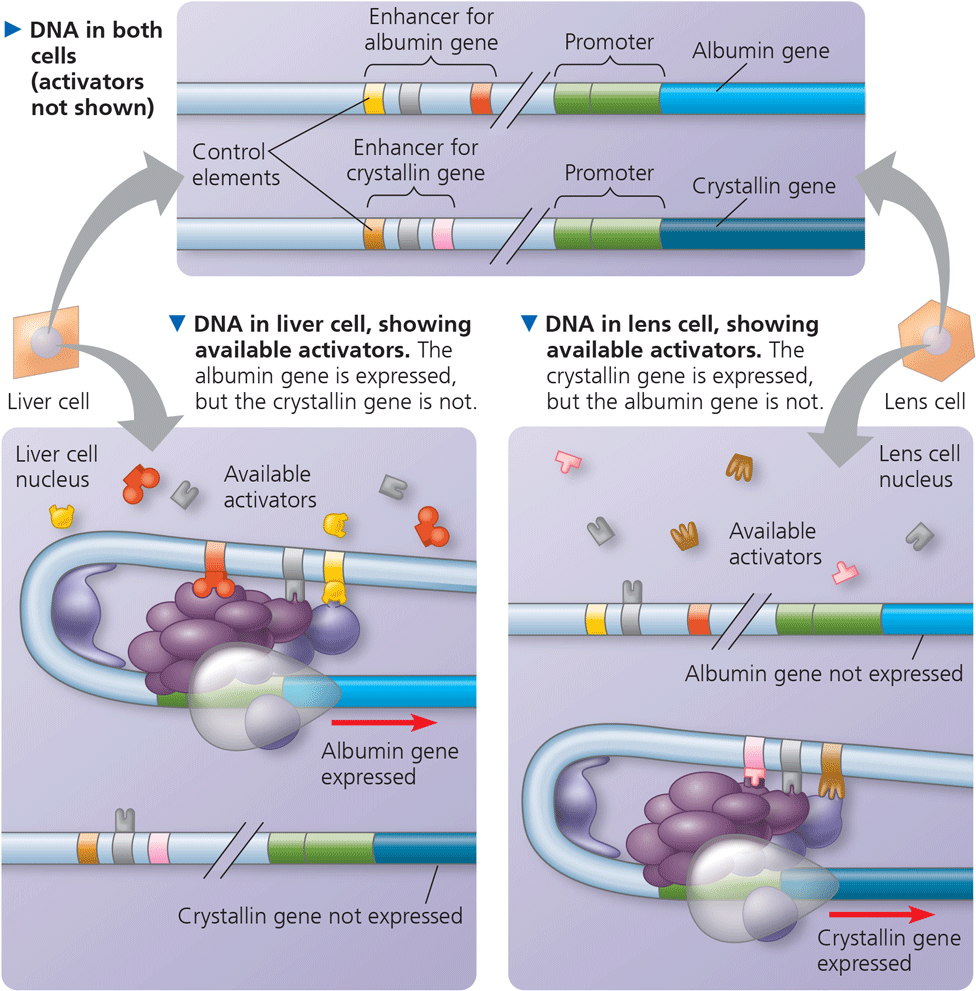 ▶ DNA in both
cells
(activators
not shown)
Enhancer for
albumin gene
Promoter
Albumin gene
Control
elements
Enhancer for
crystallin gene
Promoter
Crystallin gene
Liver cell
▼ DNA in liver cell, showing
available activators. The
albumin gene is expressed,
but the crystallin gene is not.
▼ DNA in lens cell, showing
available activators. The
crystallin gene is expressed,
but the albumin gene is not.
Lens cell
Liver cell
nucleus
Available
activators
Albumin gene
expressed
Crystallin gene not expressed
Lens cell
nucleus
Available
activators
Albumin gene not expressed
Crystallin gene
expressed